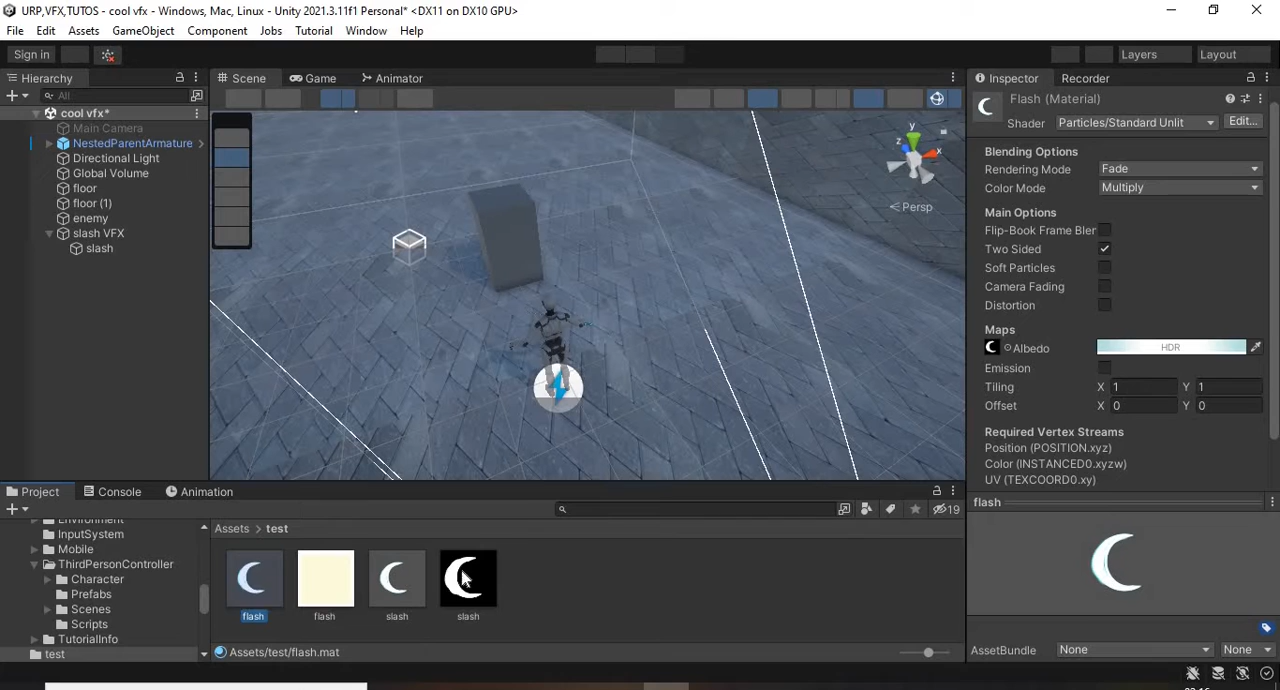 URP,VFX,TUTOS - cool vfx - Windows, Mac, Linux - Unity 2021.3.11f1 Personal* <DX11 on DX10 GPU>
File Edit Assets GameObject Component Jobs Tutorial Window Help
Sign in Layers Layout
Hierarchy Scene Game Animator Inspector Recorder
All
cool vfx*
Main Camera
NestedParentArmature
Directional Light
Global Volume
floor
floor (1)
enemy
slash VFX
slash
y
x
z
Persp
Flash (Material)
Shader Particles/Standard Unlit Edit...
Blending Options
Rendering Mode Fade
Color Mode Multiply
Main Options
Flip-Book Frame Bler
Two Sided
Soft Particles
Camera Fading
Distortion
Maps
Albedo HDR
Emission
Tiling X 1 Y 1
Offset X 0 Y 0
Required Vertex Streams
Position (POSITION.xyz)
Color (INSTANCED0.xyzw)
UV (TEXCOORD0.xy)
flash
AssetBundle None None
Project Console Animation
19
Environment
InputSystem
Mobile
ThirdPersonController
Character
Prefabs
Scenes
Scripts
TutorialInfo
test
Assets > test
flash flash slash slash
Assets/test/flash.mat